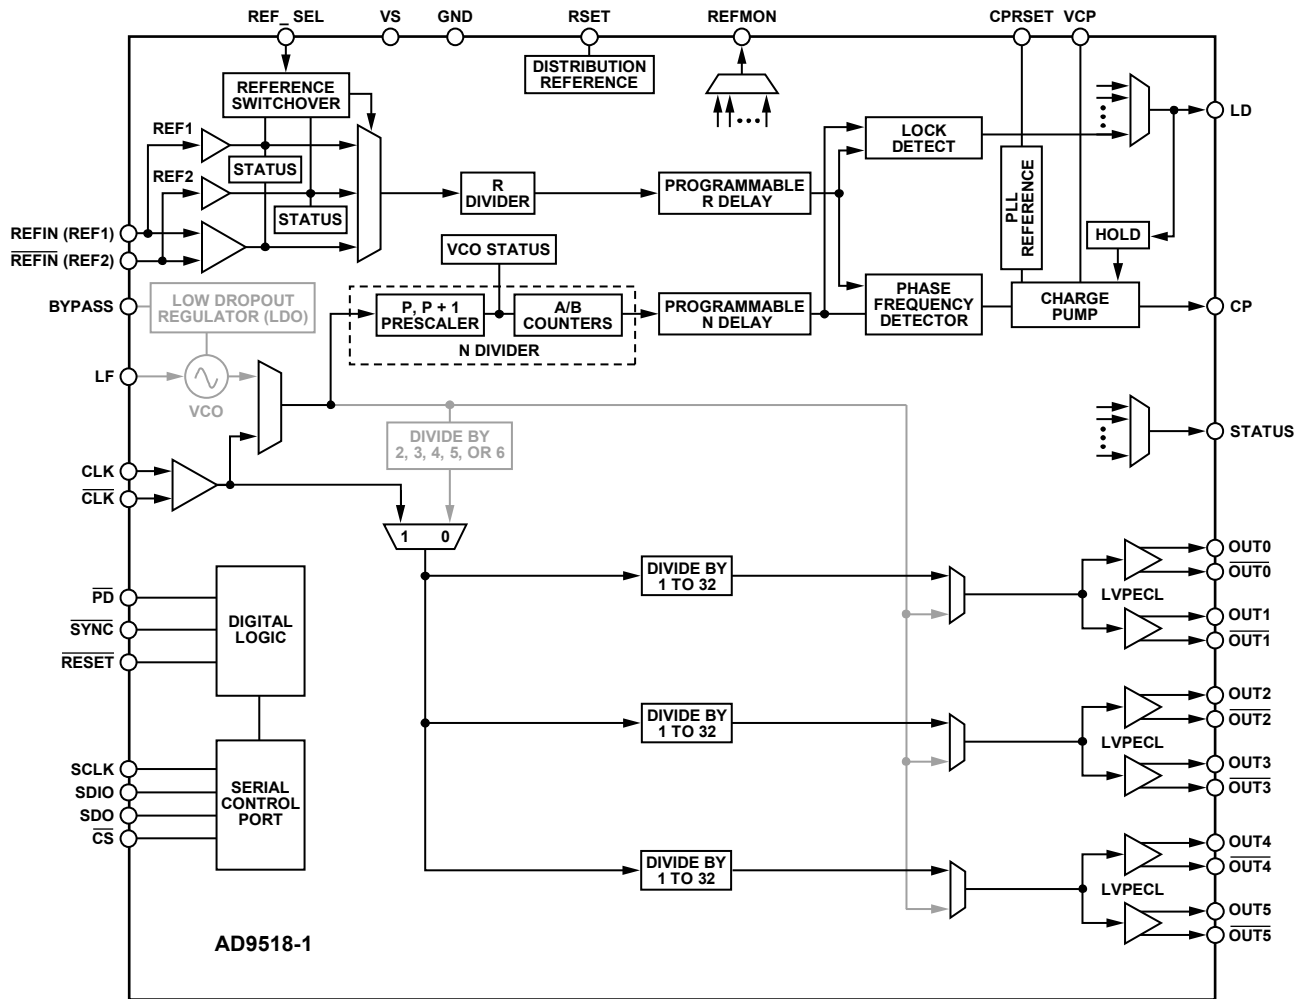 REF_ SEL
VS
GND
RSET
REFMON
CPRSET
VCP
DISTRIBUTION
REFERENCE
REFERENCE
SWITCHOVER
REF1
STATUS
REF2
STATUS
R
DIVIDER
PROGRAMMABLE
R DELAY
LOCK
DETECT
PLL
REFERENCE
LD
HOLD
REFIN (REF1)
REFIN (REF2)
BYPASS
LOW DROPOUT
REGULATOR (LDO)
VCO STATUS
P, P + 1
PRESCALER
A/B
COUNTERS
N DIVIDER
PROGRAMMABLE
N DELAY
PHASE
FREQUENCY
DETECTOR
CHARGE
PUMP
CP
LF
VCO
DIVIDE BY
2, 3, 4, 5, OR 6
STATUS
CLK
CLK
1
0
PD
SYNC
RESET
DIGITAL
LOGIC
DIVIDE BY
1 TO 32
LVPECL
OUT0
OUT0
OUT1
OUT1
DIVIDE BY
1 TO 32
LVPECL
OUT2
OUT2
OUT3
OUT3
SCLK
SDIO
SDO
CS
SERIAL
CONTROL
PORT
DIVIDE BY
1 TO 32
LVPECL
OUT4
OUT4
OUT5
OUT5
AD9518-1